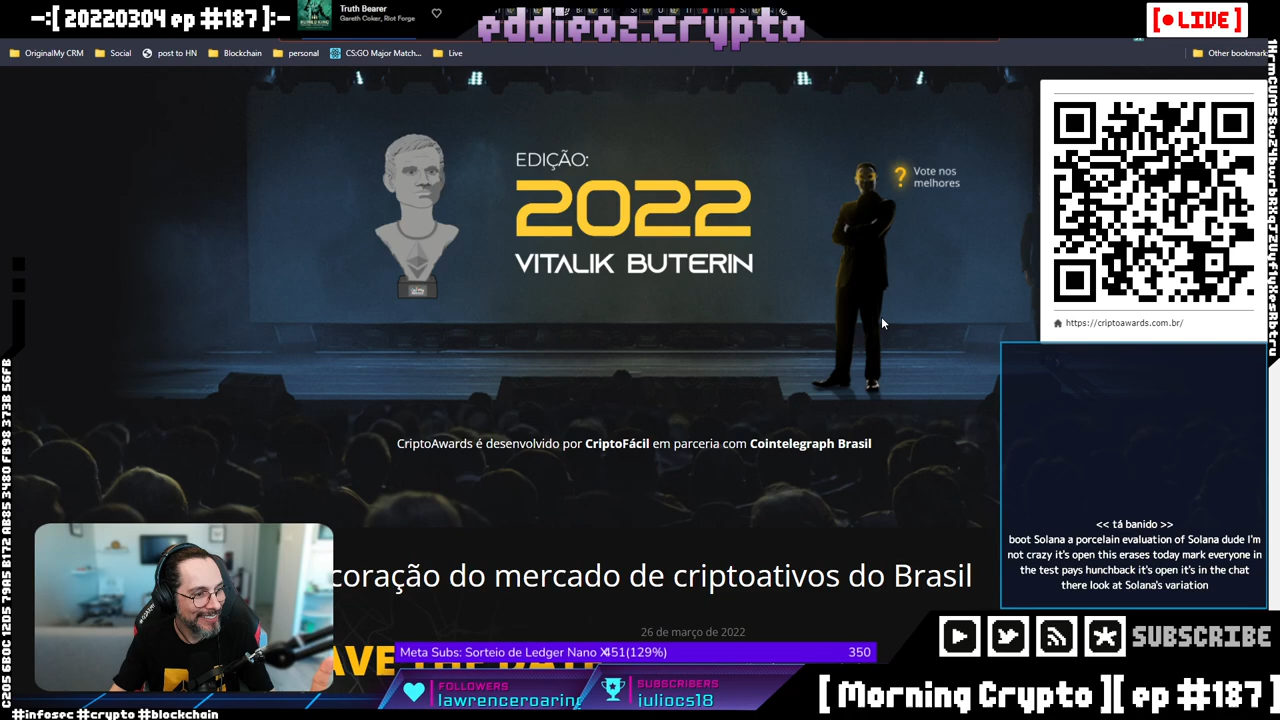 -:[ 20220304 ep #187 ]:-
Truth Bearer
Gareth Coker, Riot Forge
eddieoz.crypto
[ LIVE ]
OriginalMy CRM
Social
post to HN
Blockchain
personal
CS:GO Major Match...
Live
Other bookmark
EDIÇÃO:
2022
VITALIK BUTERIN
? Vote nos
melhores
https://criptoawards.com.br/
CriptoAwards é desenvolvido por CriptoFácil em parceria com Cointelegraph Brasil
<< tá banido >>
boot Solana a porcelain evaluation of Solana dude I'm
not crazy it's open this erases today mark everyone in
the test pays hunchback it's open it's in the chat
there look at Solana's variation
coração do mercado de criptoativos do Brasil
26 de março de 2022
Meta Subs: Sorteio de Ledger Nano X
451(129%)
350
FOLLOWERS
lawrenceroaring
SUBSCRIBERS
juliocs18
SUBSCRIBE
[ Morning Crypto ][ ep #187 ]
#infosec #crypto #blockchain